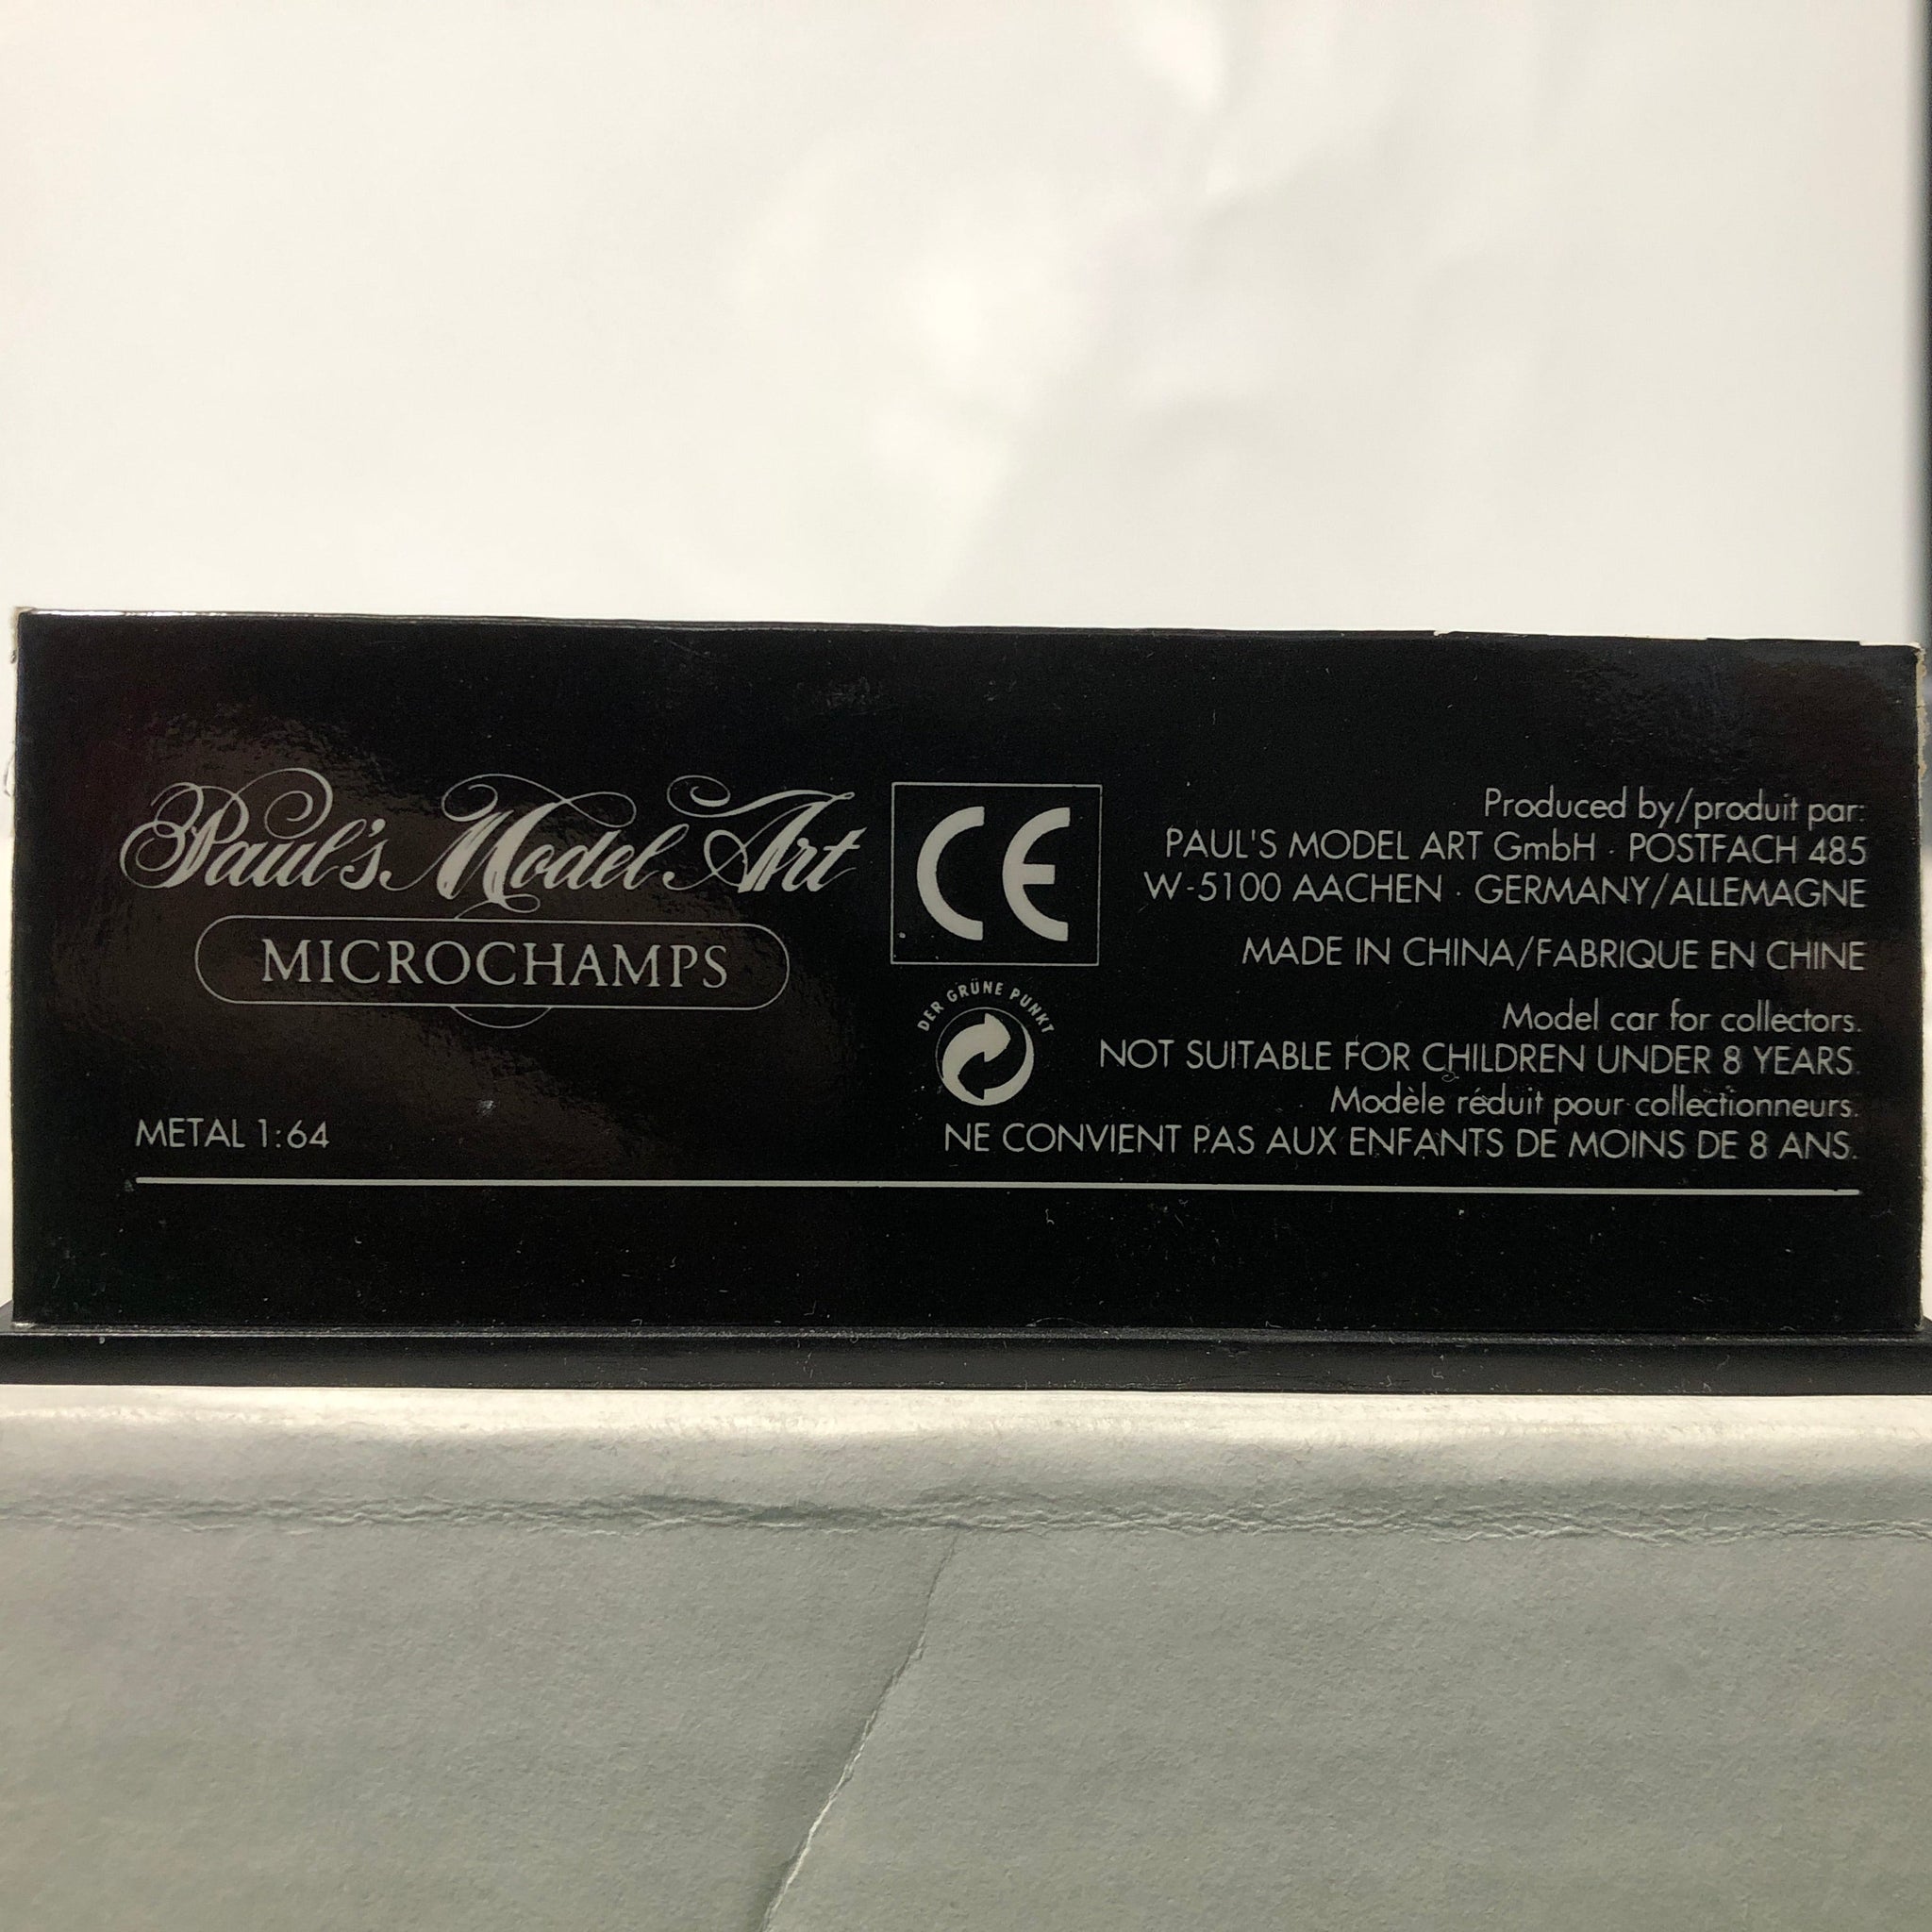 Paul's Model Art
MICROCHAMPS
METAL 1:64
CE
DER GRÜNE PUNKT
Produced by/produit par:
PAUL'S MODEL ART GmbH · POSTFACH 485
W-5100 AACHEN · GERMANY/ALLEMAGNE
MADE IN CHINA/FABRIQUE EN CHINE
Model car for collectors.
NOT SUITABLE FOR CHILDREN UNDER 8 YEARS.
Modèle réduit pour collectionneurs.
NE CONVIENT PAS AUX ENFANTS DE MOINS DE 8 ANS.